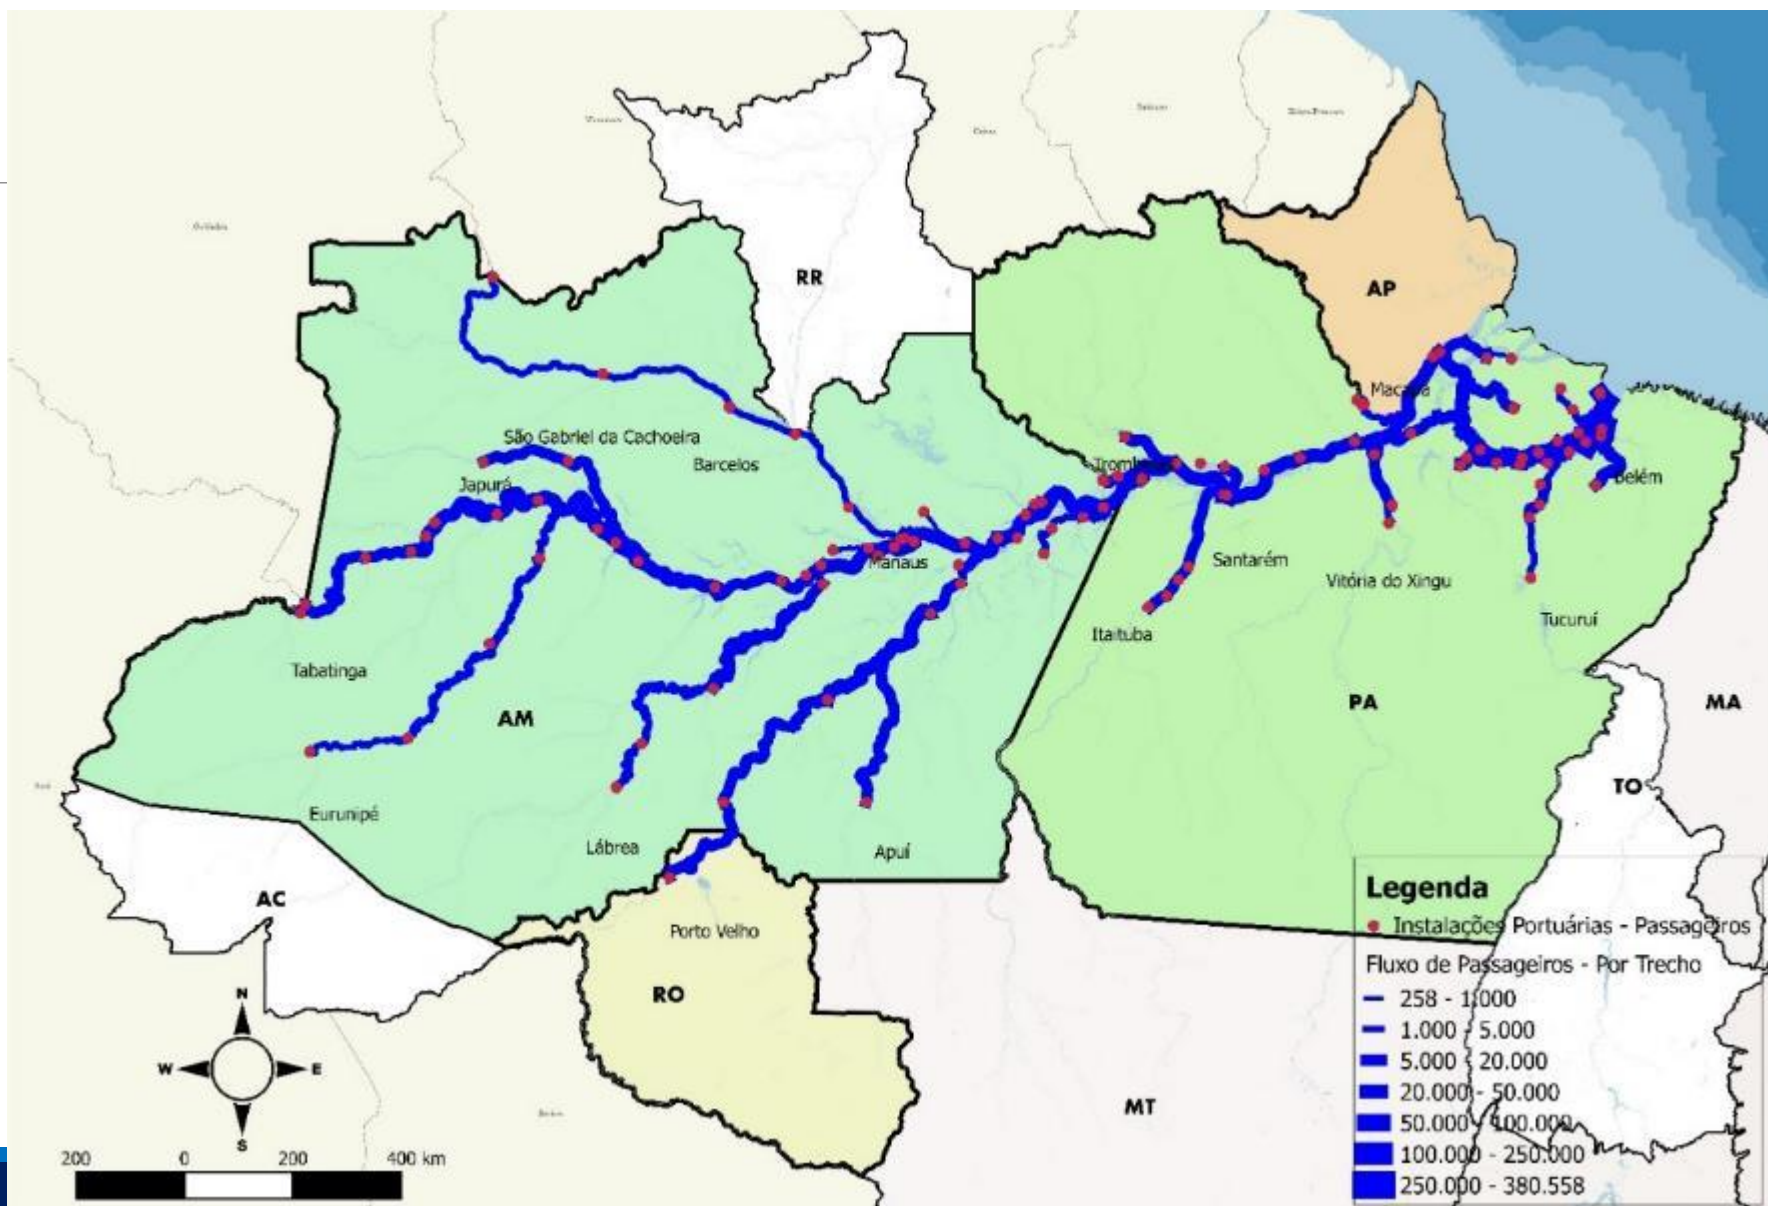 RR
AP
Macapá
São Gabriel da Cachoeira
Barcelos
Japurá
Belém
Manaus
Santarém
Vitória do Xingu
Tucuruí
Itaituba
Tabatinga
AM
PA
MA
TO
Eurunipé
Lábrea
Apuí
AC
Porto Velho
RO
MT
N
W
E
S
200 0 200 400 km
Legenda
Instalações Portuárias - Passageiros
Fluxo de Passageiros - Por Trecho
258 - 1.000
1.000 - 5.000
5.000 - 20.000
20.000 - 50.000
50.000 - 100.000
100.000 - 250.000
250.000 - 380.558